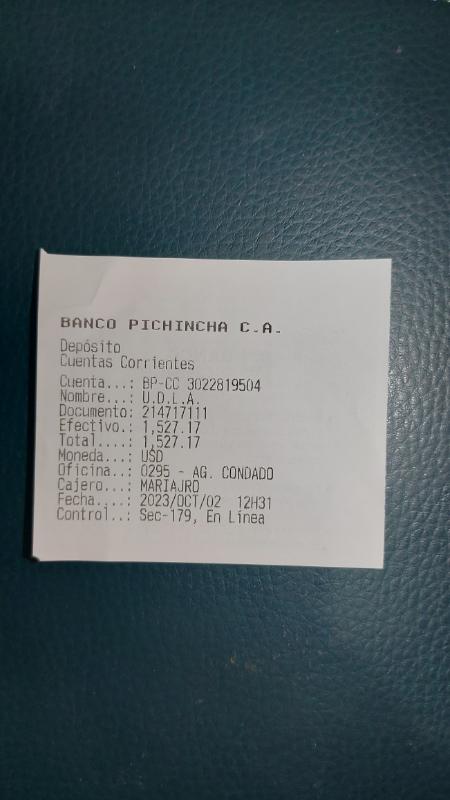 BANCO PICHINCHA C.A.
Depósito
Cuentas Corrientes
Cuenta...: BP-CC 3022819504
Nombre...: U.D.L.A.
Documento: 214717111
Efectivo.: 1,527.17
Total....: 1,527.17
Moneda...: USD
Oficina..: 0295 - AG. CONDADO
Cajero...: MARIAJRO
Fecha....: 2023/OCT/02 12H31
Control..: Sec-179, En Línea